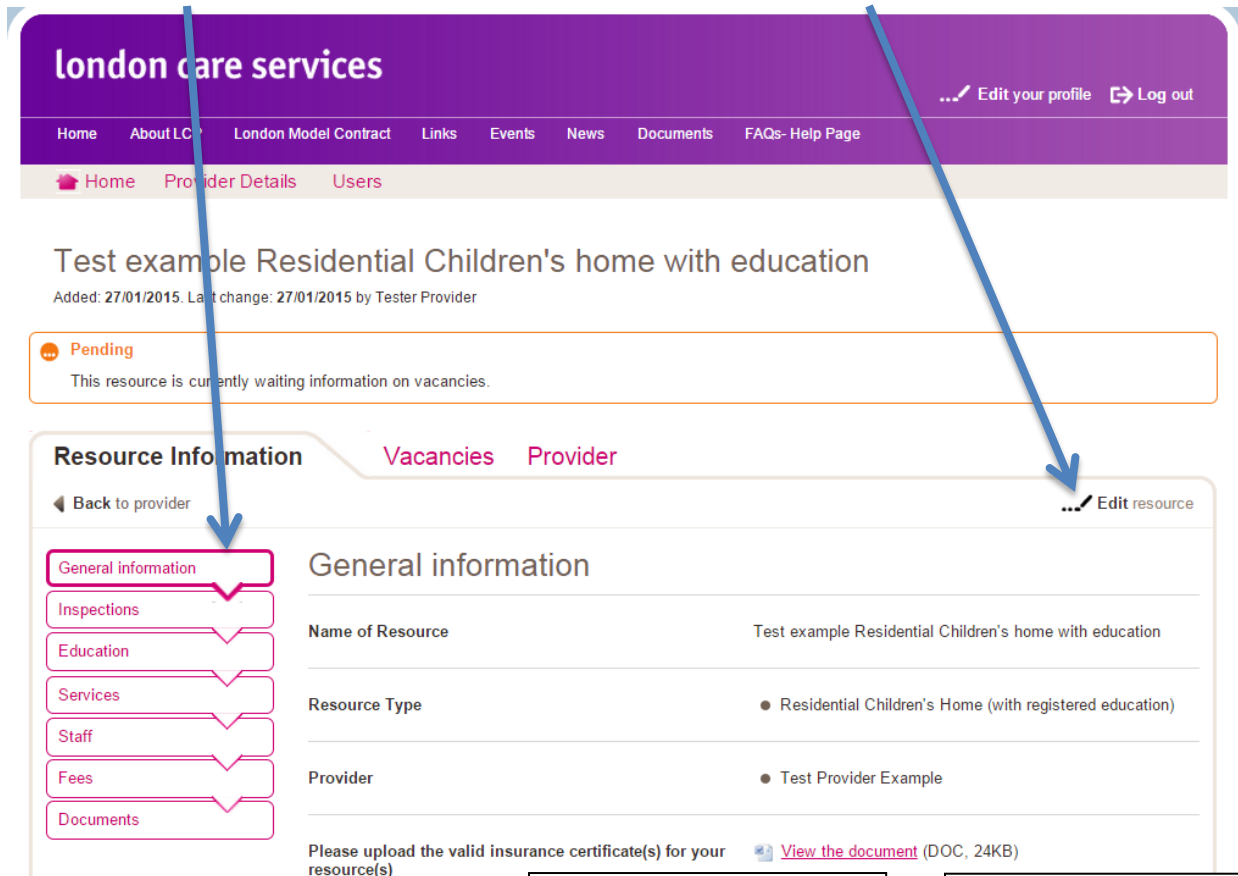 london care services
Edit your profile Log out
Home About LCP London Model Contract Links Events News Documents FAQs- Help Page
Home Provider Details Users
Test example Residential Children's home with education
Added: 27/01/2015. Last change: 27/01/2015 by Tester Provider
Pending
This resource is currently waiting information on vacancies.
Resource Information Vacancies Provider
Back to provider Edit resource
General information
Inspections
Education
Services
Staff
Fees
Documents
General information
Name of Resource Test example Residential Children's home with education
Resource Type Residential Children's Home (with registered education)
Provider Test Provider Example
Please upload the valid insurance certificate(s) for your View the document (DOC, 24KB)
resource(s)